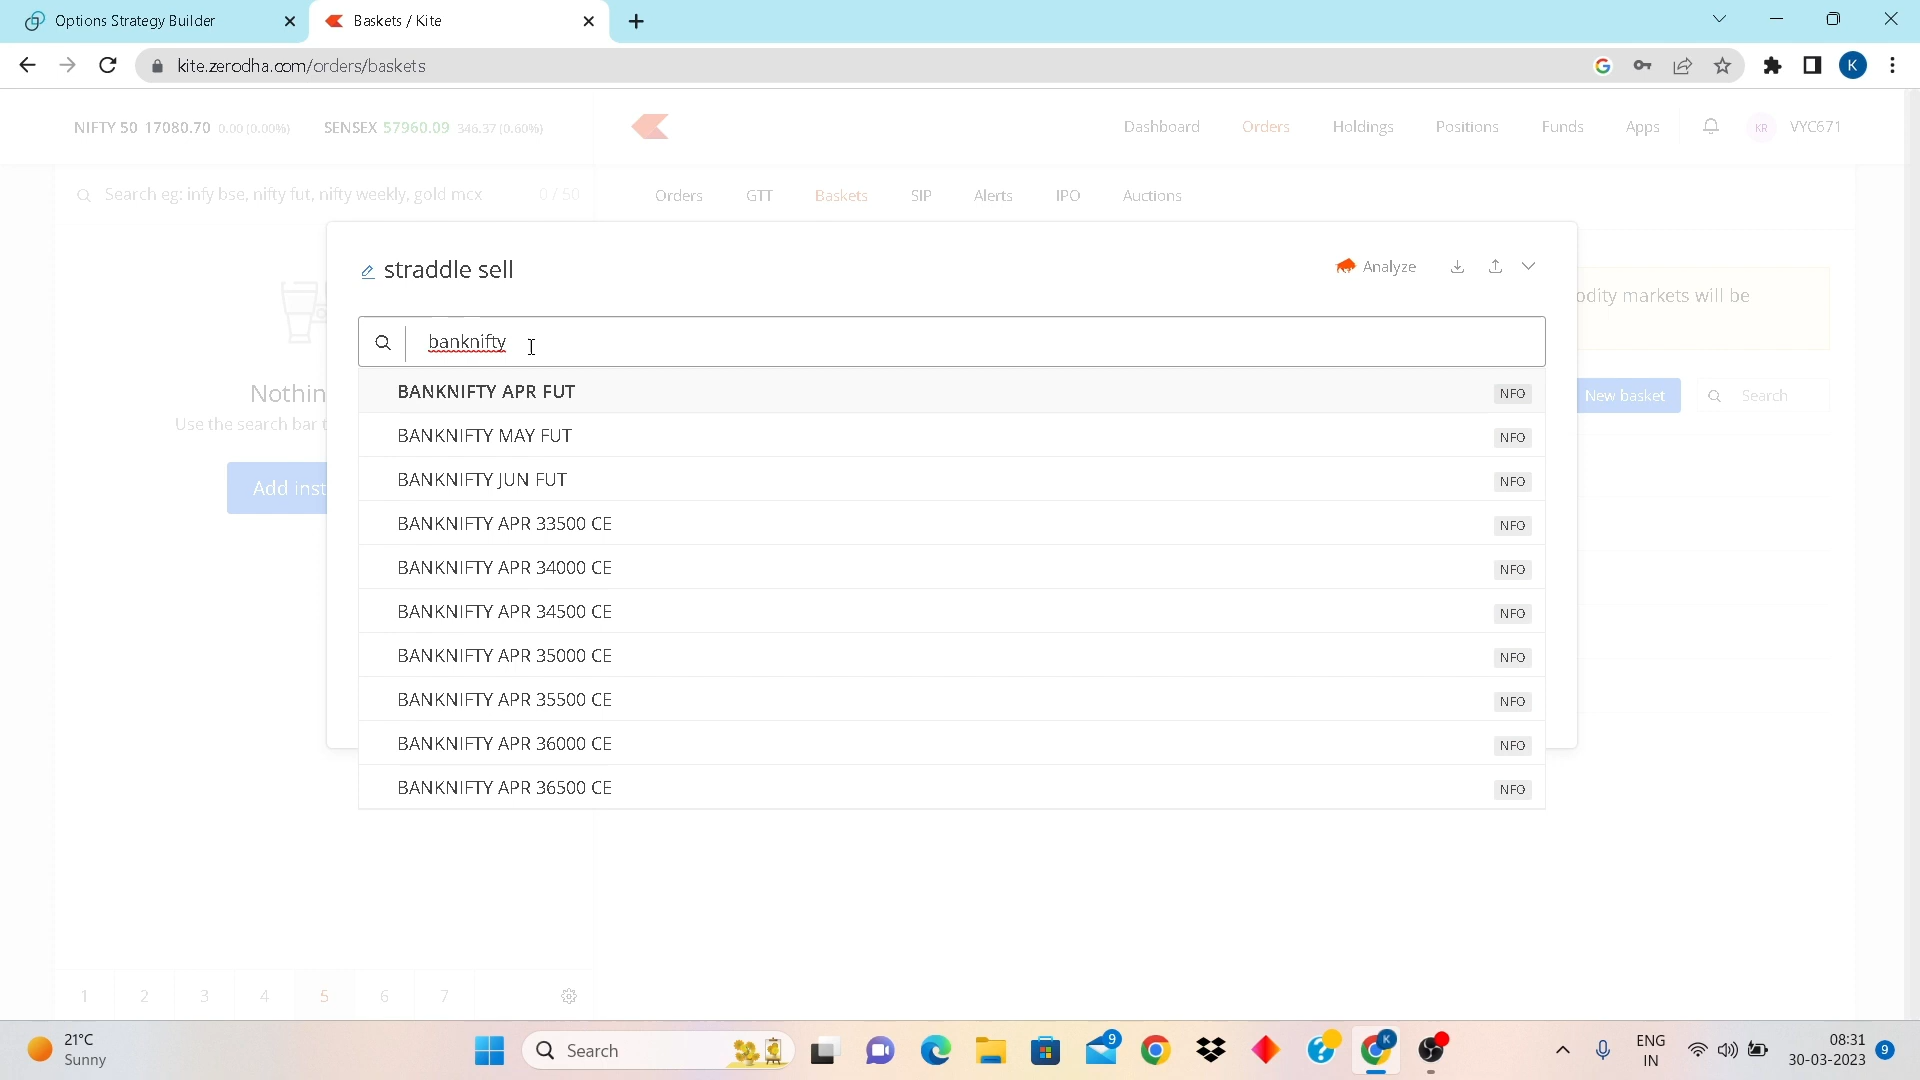 Options Strategy Builder
Baskets / Kite
kite.zerodha.com/orders/baskets
K
NIFTY 50 17080.70 0.00 (0.00%) SENSEX 57960.09 346.37 (0.60%)
Dashboard Orders Holdings Positions Funds Apps KR VYC671
Search eg: infy bse, nifty fut, nifty weekly, gold mcx 0 / 50
Orders GTT Baskets SIP Alerts IPO Auctions
straddle sell
Analyze
odity markets will be
banknifty
New basket Search
Nothin
Use the search bar t
Add inst
BANKNIFTY APR FUT NFO
BANKNIFTY MAY FUT NFO
BANKNIFTY JUN FUT NFO
BANKNIFTY APR 33500 CE NFO
BANKNIFTY APR 34000 CE NFO
BANKNIFTY APR 34500 CE NFO
BANKNIFTY APR 35000 CE NFO
BANKNIFTY APR 35500 CE NFO
BANKNIFTY APR 36000 CE NFO
BANKNIFTY APR 36500 CE NFO
1 2 3 4 5 6 7
21°C
Sunny
Search
9
K
ENG
IN
08:31
30-03-2023
9